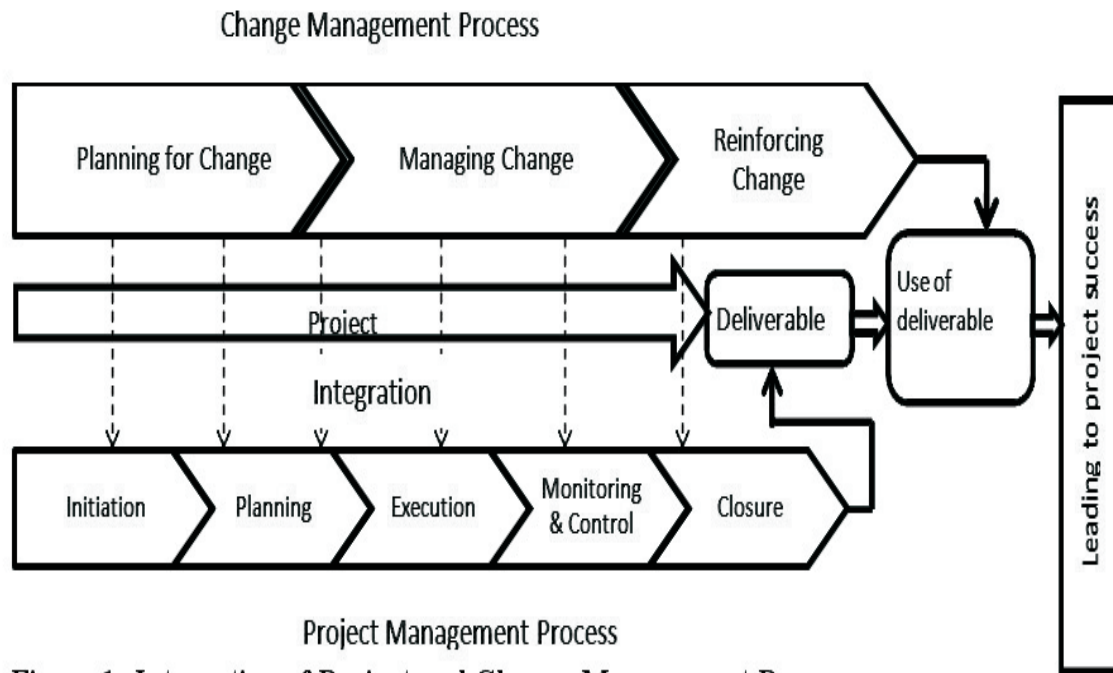 Change Management Process
Planning for Change
Managing Change
Reinforcing
Change
Project
Deliverable
Use of
deliverable
Leading to project success
Integration
Initiation
Planning
Execution
Monitoring
& Control
Closure
Project Management Process